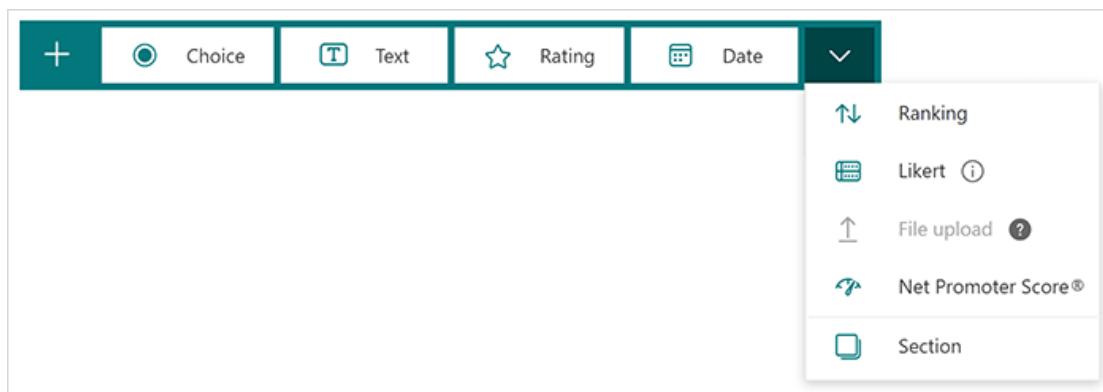 Choice Text Rating Date
Ranking
Likert
File upload
Net Promoter Score®
Section